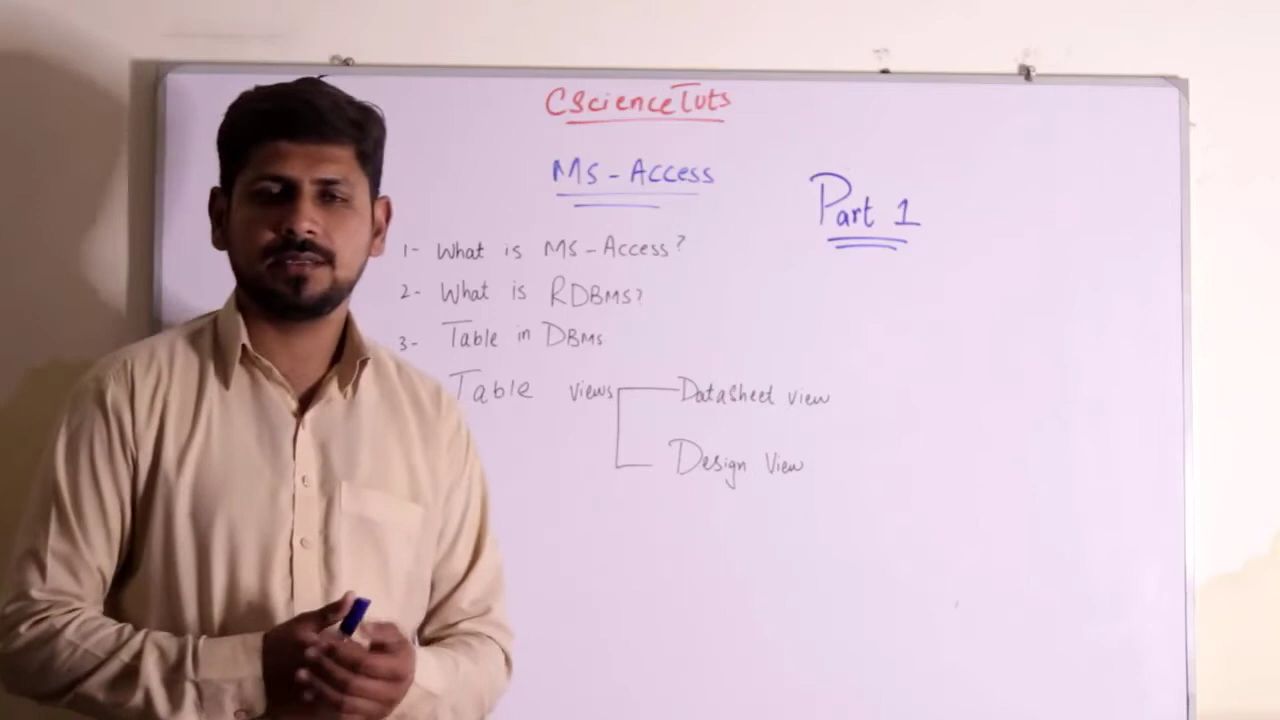 CScienceTuts
MS-Access
Part 1
1- What is MS-Access?
2- What is RDBMS?
3- Table in DBMS
Table views
Datasheet view
Design View